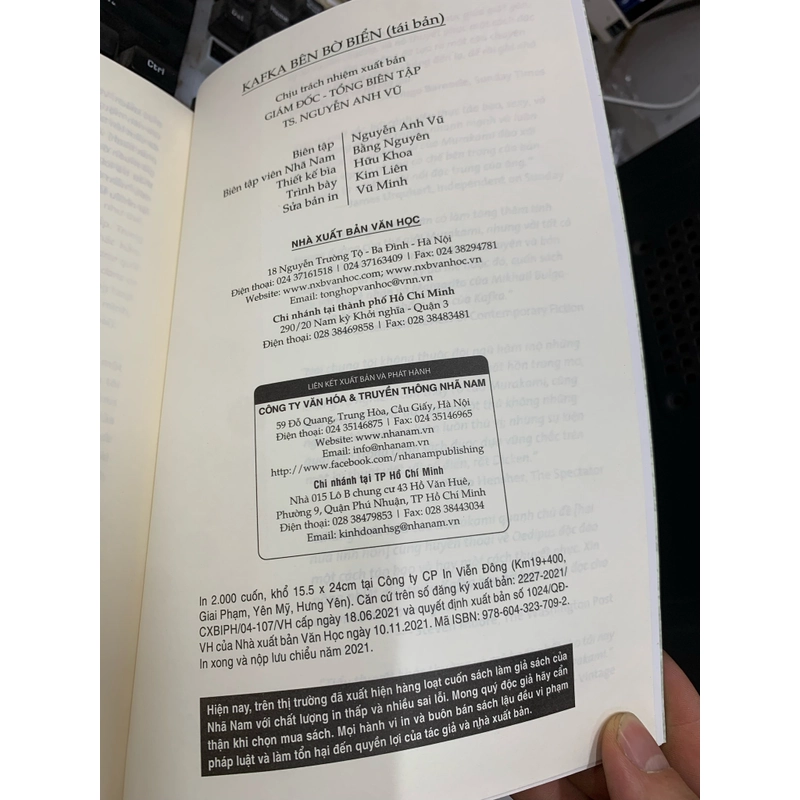 Ctrl
KAFKA BÊN BỜ BIỂN (tái bản)
Chịu trách nhiệm xuất bản
GIÁM ĐỐC - TỔNG BIÊN TẬP
TS. NGUYỄN ANH VŨ
Biên tập Nguyễn Anh Vũ
Biên tập viên Nhã Nam Bằng Nguyên
Thiết kế bìa Hữu Khoa
Trình bày Kim Liên
Sửa bản in Vũ Minh
NHÀ XUẤT BẢN VĂN HỌC
18 Nguyễn Trường Tộ - Ba Đình - Hà Nội
Điện thoại: 024 37161518 | 024 37163409 | Fax: 024 38294781
Website: www.nxbvanhoc.com; www.nxbvanhoc.vn
Email: tonghopvanhoc@vnn.vn
Chi nhánh tại thành phố Hồ Chí Minh
290/20 Nam kỳ Khởi nghĩa - Quận 3
Điện thoại: 028 38469858 | Fax: 028 38483481
LIÊN KẾT XUẤT BẢN VÀ PHÁT HÀNH
CÔNG TY VĂN HÓA & TRUYỀN THÔNG NHÃ NAM
59 Đỗ Quang, Trung Hòa, Cầu Giấy, Hà Nội
Điện thoại: 024 35146875 | Fax: 024 35146965
Website: www.nhanam.vn
Email: info@nhanam.vn
http://www.facebook.com/nhanampublishing
Chi nhánh tại TP Hồ Chí Minh
Nhà 015 Lô B chung cư 43 Hồ Văn Huê,
Phường 9, Quận Phú Nhuận, TP Hồ Chí Minh
Điện thoại: 028 38479853 | Fax: 028 38443034
Email: kinhdoanhsg@nhanam.vn
In 2.000 cuốn, khổ 15.5 x 24cm tại Công ty CP In Viễn Đông (Km19+400,
Giai Phạm, Yên Mỹ, Hưng Yên). Căn cứ trên số đăng ký xuất bản: 2227-2021/
CXBIPH/04-107/VH cấp ngày 18.06.2021 và quyết định xuất bản số 1024/QĐ-
VH của Nhà xuất bản Văn Học ngày 10.11.2021. Mã ISBN: 978-604-323-709-2.
In xong và nộp lưu chiểu năm 2021.
Hiện nay, trên thị trường đã xuất hiện hàng loạt cuốn sách làm giả sách của
Nhã Nam với chất lượng in thấp và nhiều sai lỗi. Mong quý độc giả hãy cẩn
thận khi chọn mua sách. Mọi hành vi in và buôn bán sách lậu đều vi phạm
pháp luật và làm tổn hại đến quyền lợi của tác giả và nhà xuất bản.